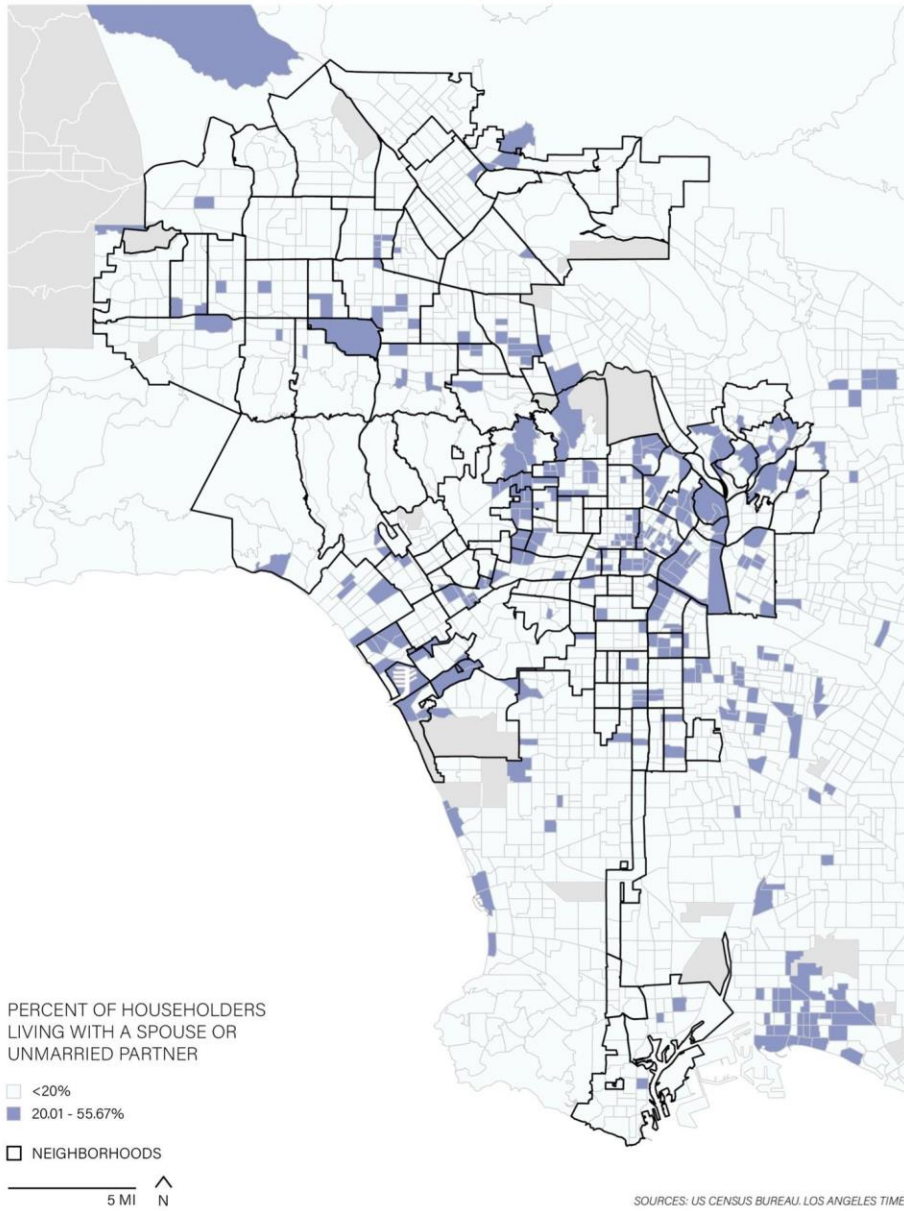 PERCENT OF HOUSEHOLDERS
LIVING WITH A SPOUSE OR
UNMARRIED PARTNER
<20%
20.01 - 55.67%
NEIGHBORHOODS
5 MI
N
SOURCES: US CENSUS BUREAU. LOS ANGELES TIME